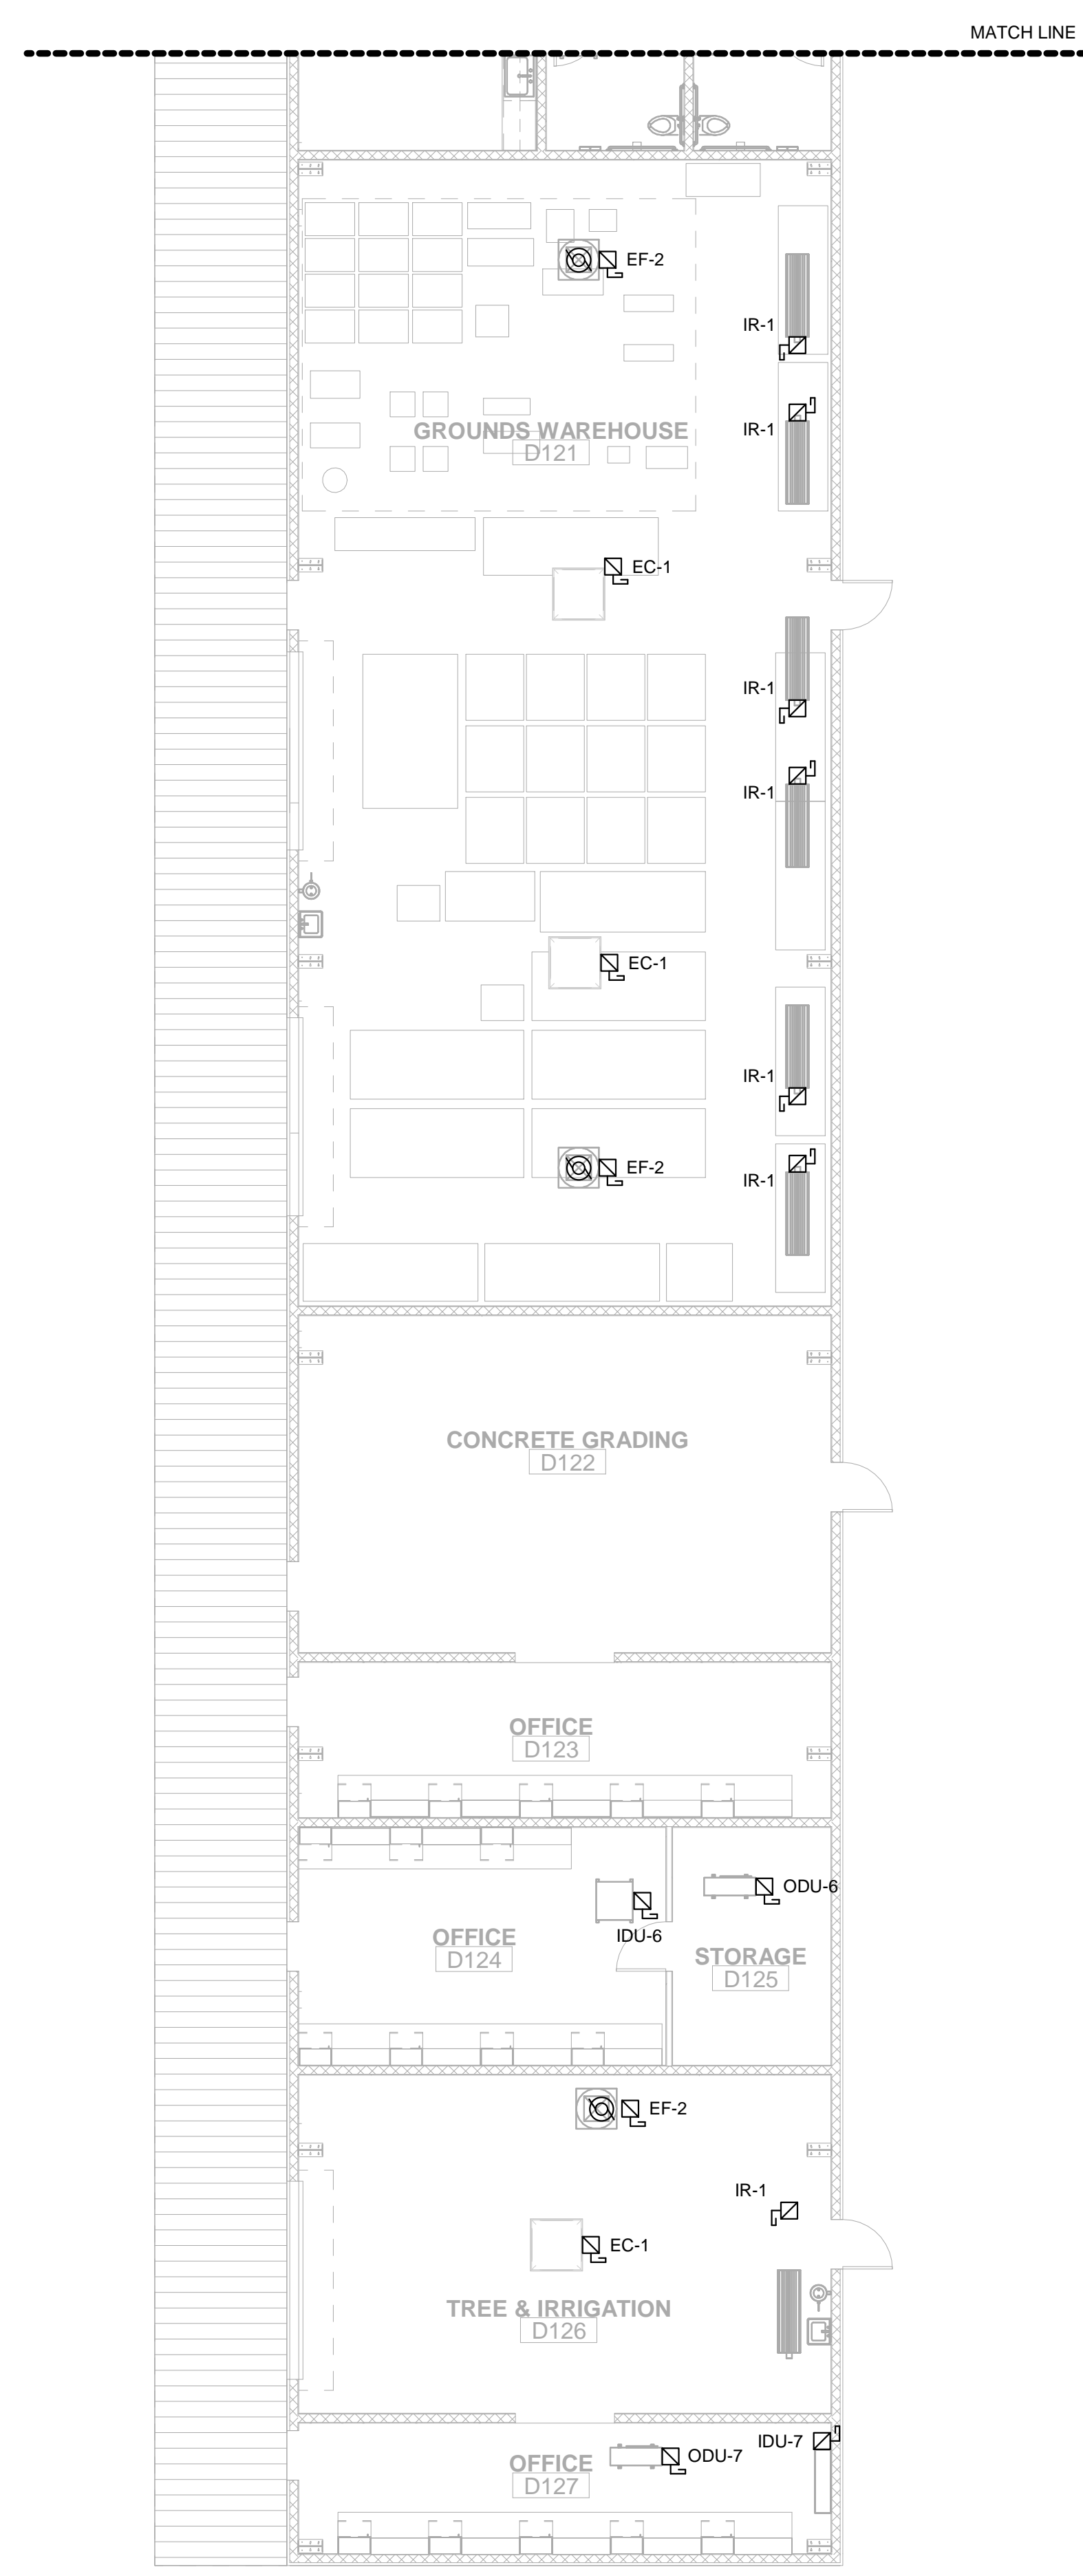 MATCH LINE
EF-2
IR-1
IR-1
GROUNDS WAREHOUSE
D121
EC-1
IR-1
IR-1
EC-1
IR-1
EF-2
IR-1
CONCRETE GRADING
D122
OFFICE
D123
ODU-6
IDU-6
OFFICE
D124
STORAGE
D125
EF-2
IR-1
EC-1
TREE & IRRIGATION
D126
IDU-7
ODU-7
OFFICE
D127